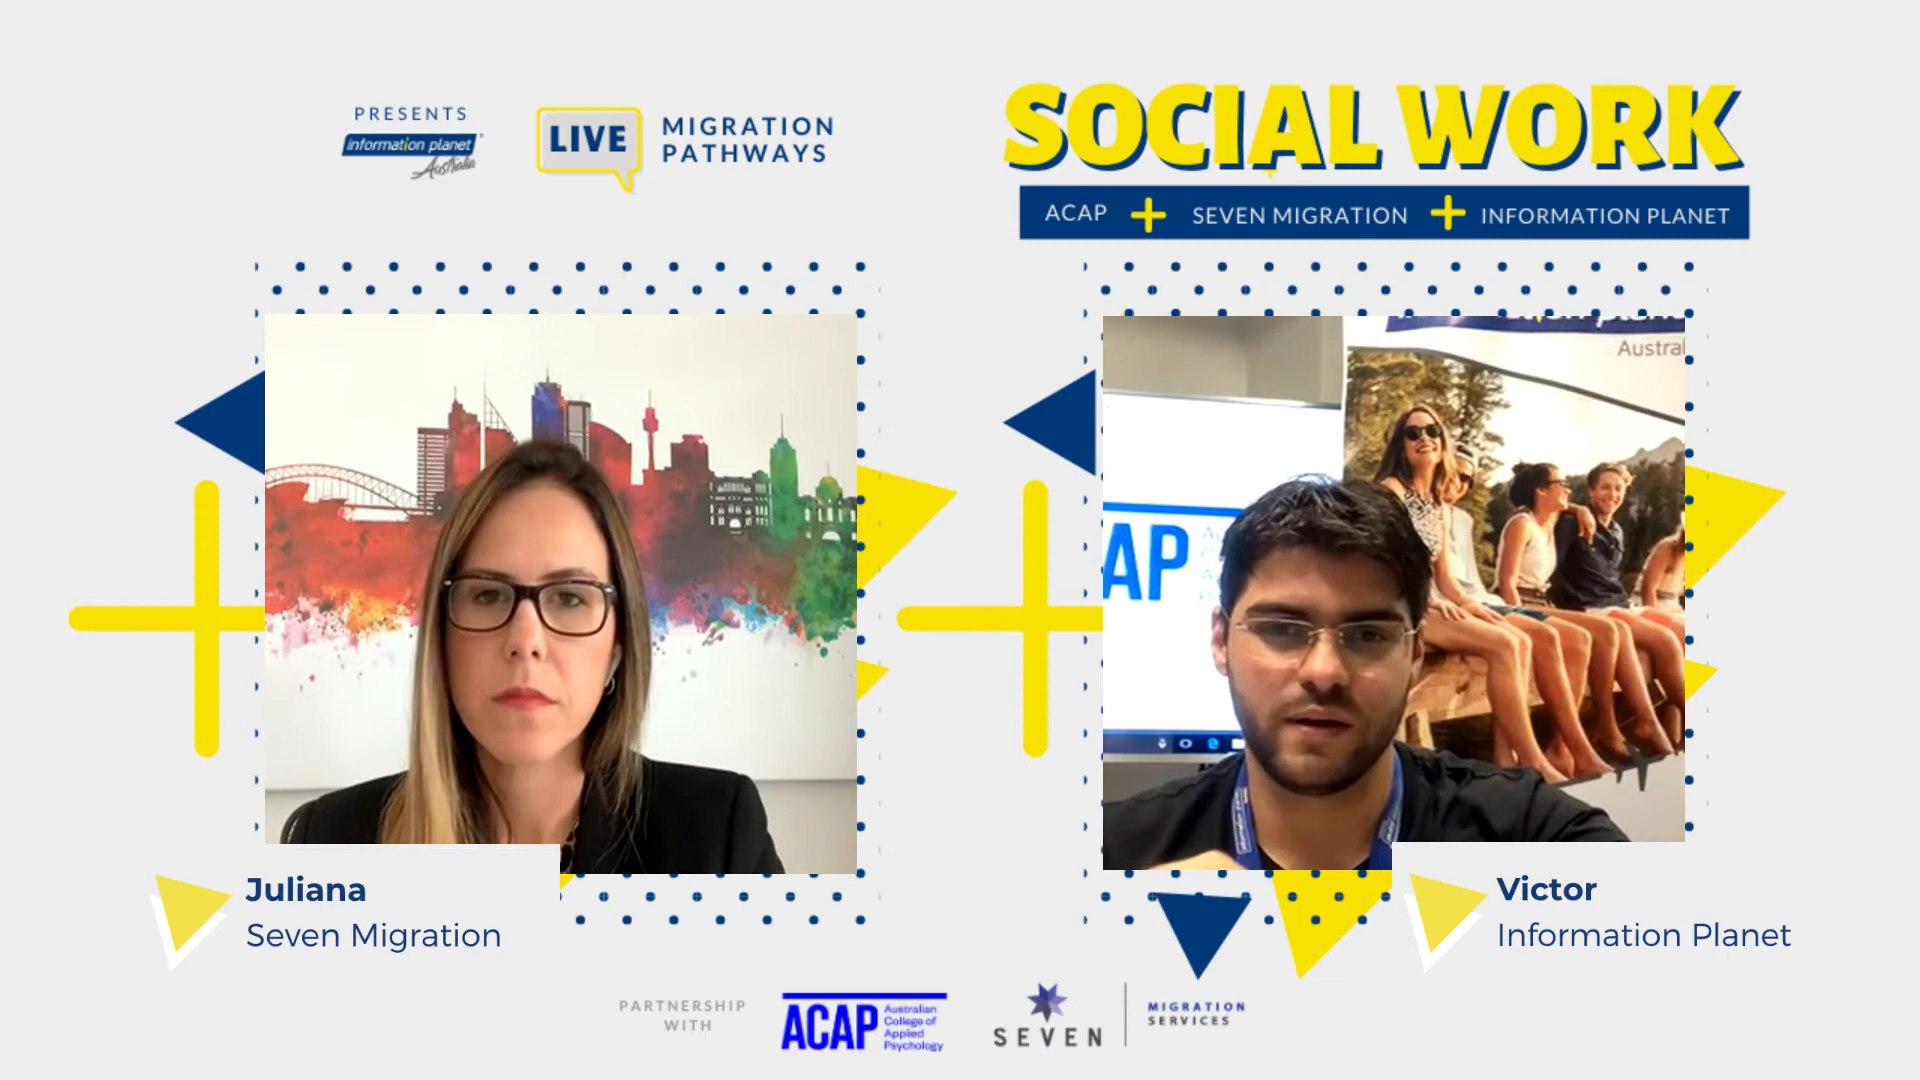 PRESENTS
information planet
Australia
LIVE
MIGRATION
PATHWAYS
SOCIAL WORK
ACAP + SEVEN MIGRATION + INFORMATION PLANET
Austral
AP
Juliana
Seven Migration
Victor
Information Planet
PARTNERSHIP
WITH
ACAP
Australian
College of
Applied
Psychology
SEVEN
MIGRATION
SERVICES